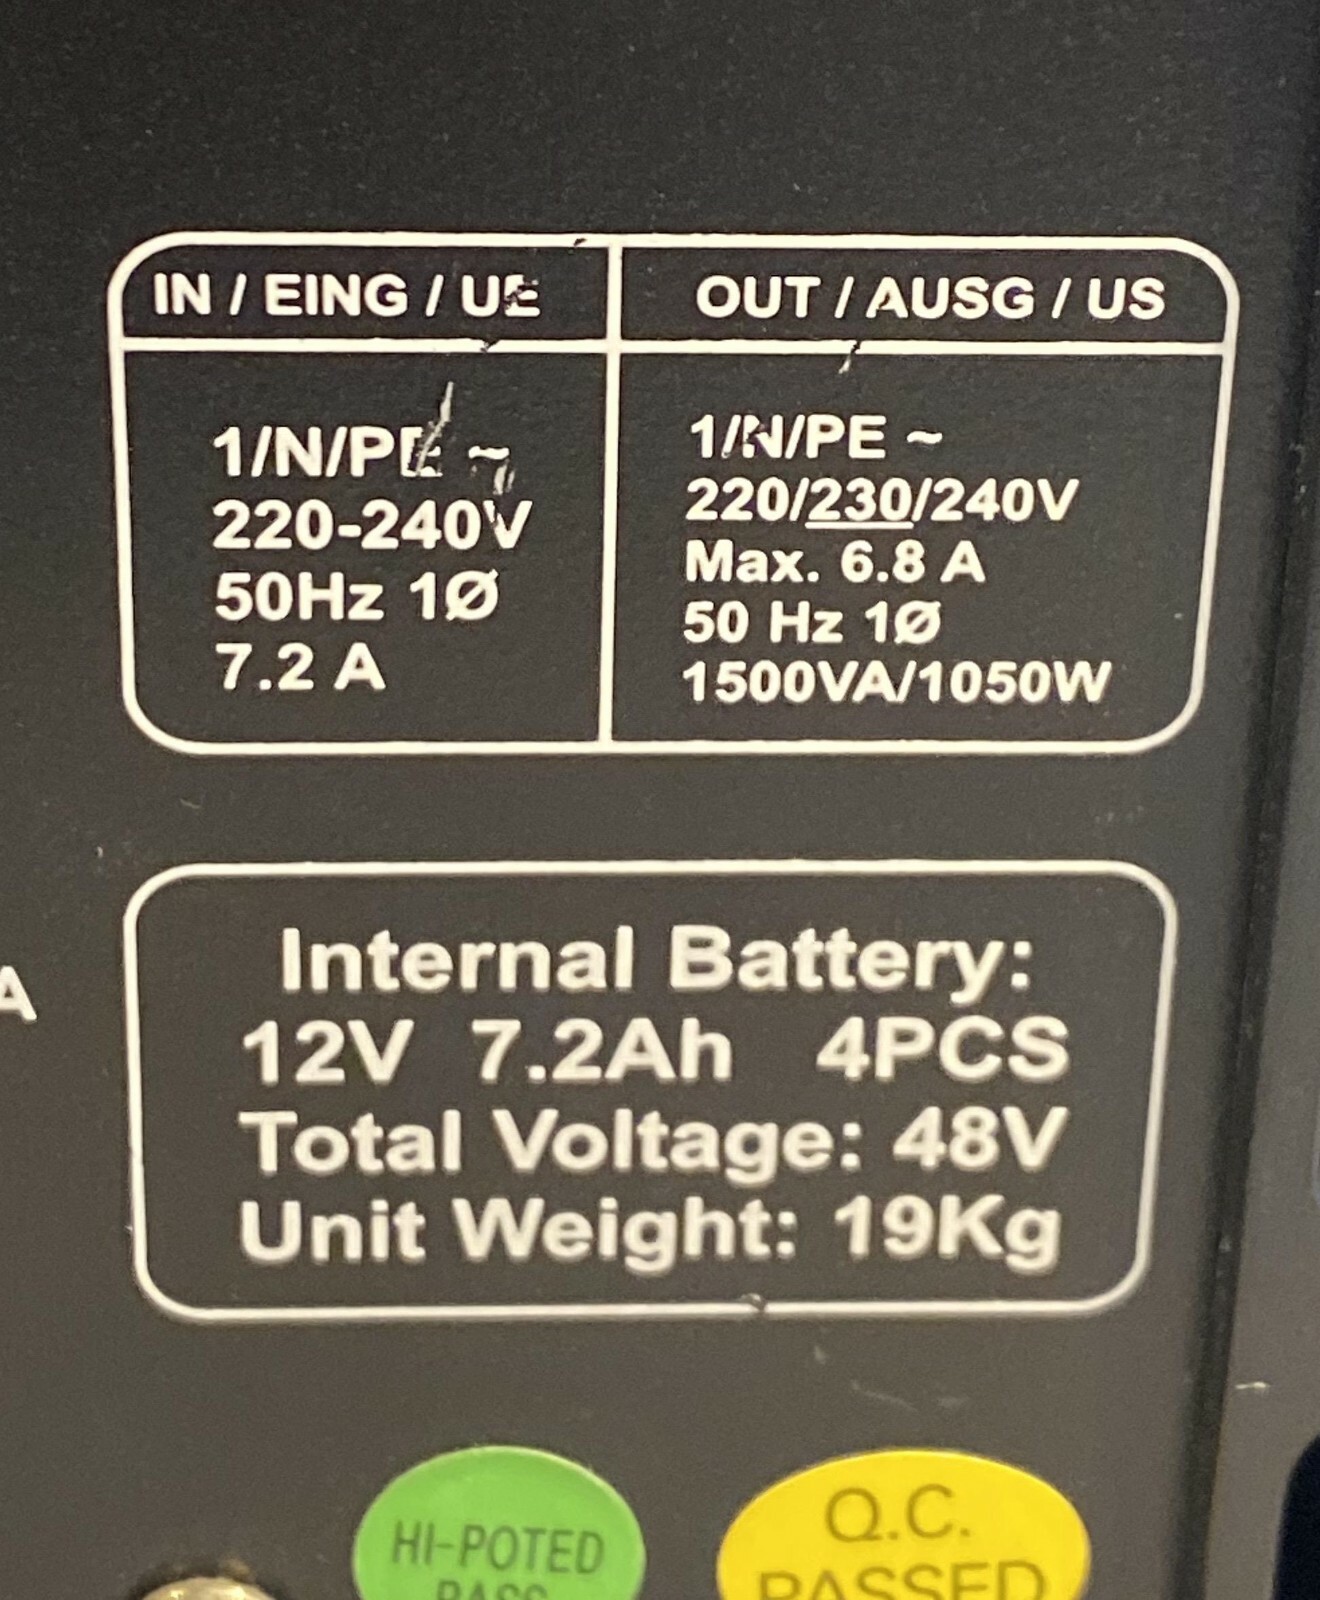 IN / EING / UE
1/N/PE ~
220-240V
50Hz 1Ø
7.2 A
OUT / AUSG / US
1/N/PE ~
220/230/240V
Max. 6.8 A
50 Hz 1Ø
1500VA/1050W
A
Internal Battery:
12V 7.2Ah 4PCS
Total Voltage: 48V
Unit Weight: 19Kg
HI-POTED
PASS
Q.C.
PASSED